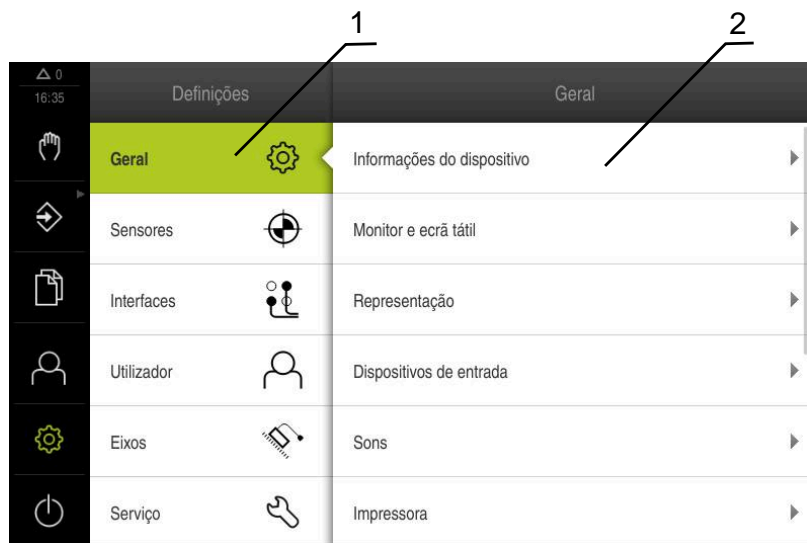 1
2
0
16:35
Definições
Geral
Geral
Informações do dispositivo
Sensores
Monitor e ecrã tátil
Interfaces
Representação
Utilizador
Dispositivos de entrada
Eixos
Sons
Serviço
Impressora